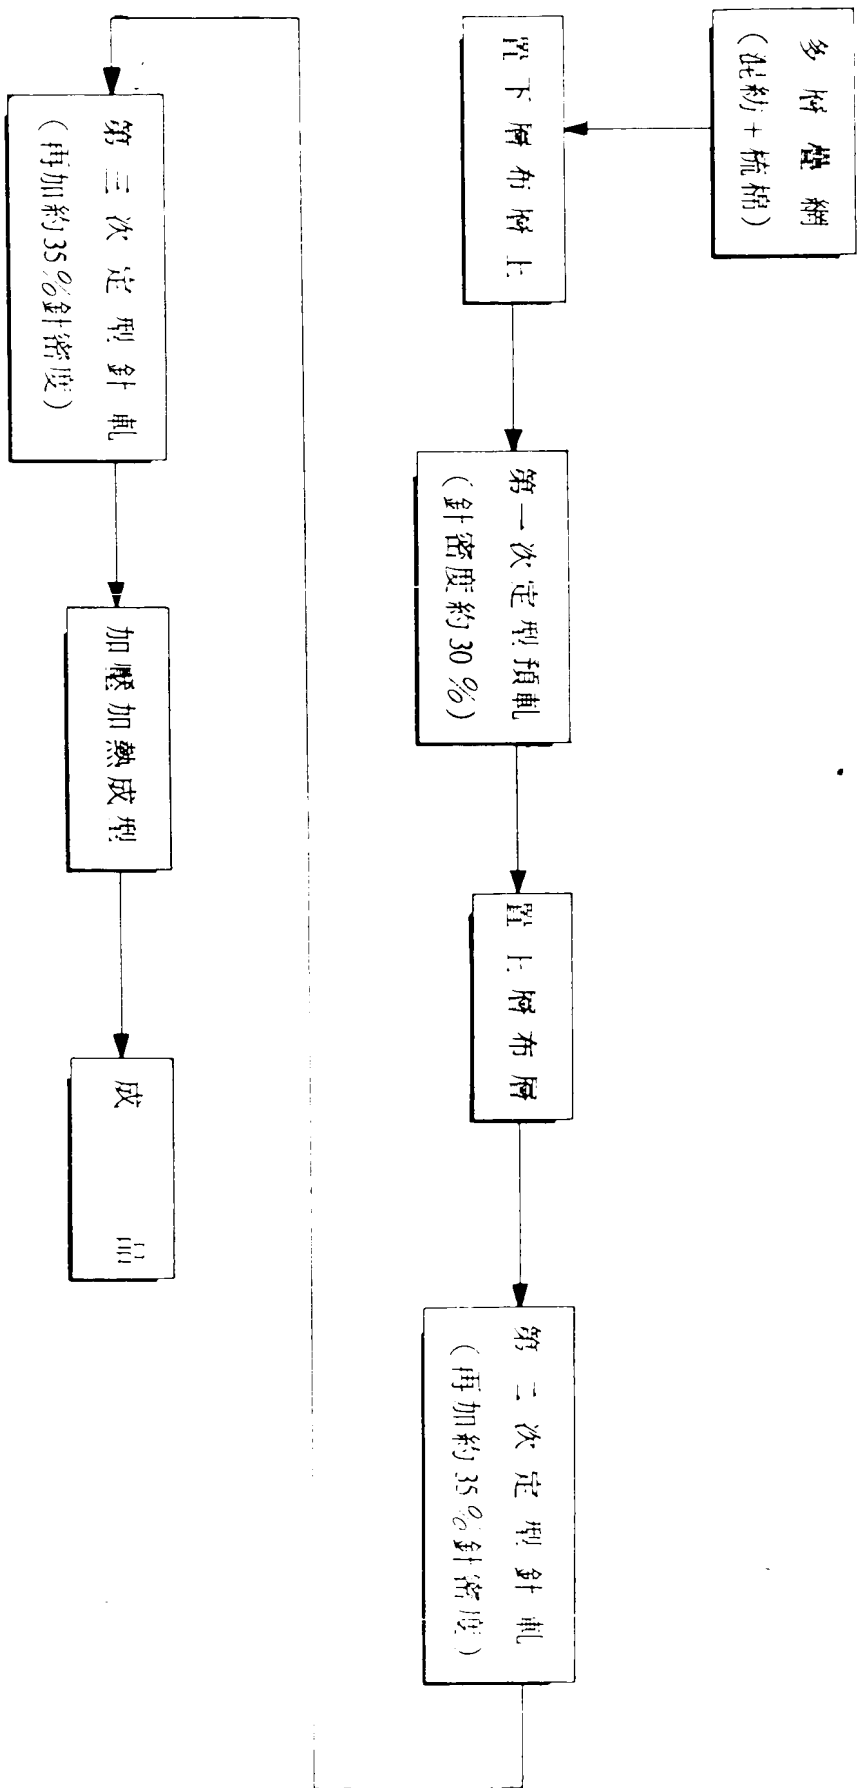 多層疊網
(混紡+梳棉)
置下層布層上
第一次定型預軋
(針密度約30%)
置上層布層
第二次定型針軋
(再加約35%針密度)
第三次定型針軋
(再加約35%針密度)
加壓加熱成型
成品